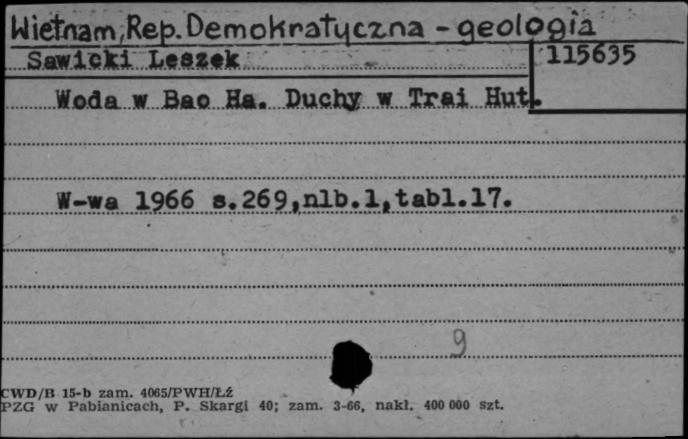 Wietnam, Rep. Demokratyczna - geologia
Sawicki Leszek 115635
Woda w Bao Ha. Duchy w Trai Hut.
W-wa 1966 s.269,nlb.1,tabl.17.
9
CWD/B 15-b zam. 4065/PWH/Łź
PZG w Pabianicach, P. Skargi 40; zam. 3-66, nakł. 400 000 szt.